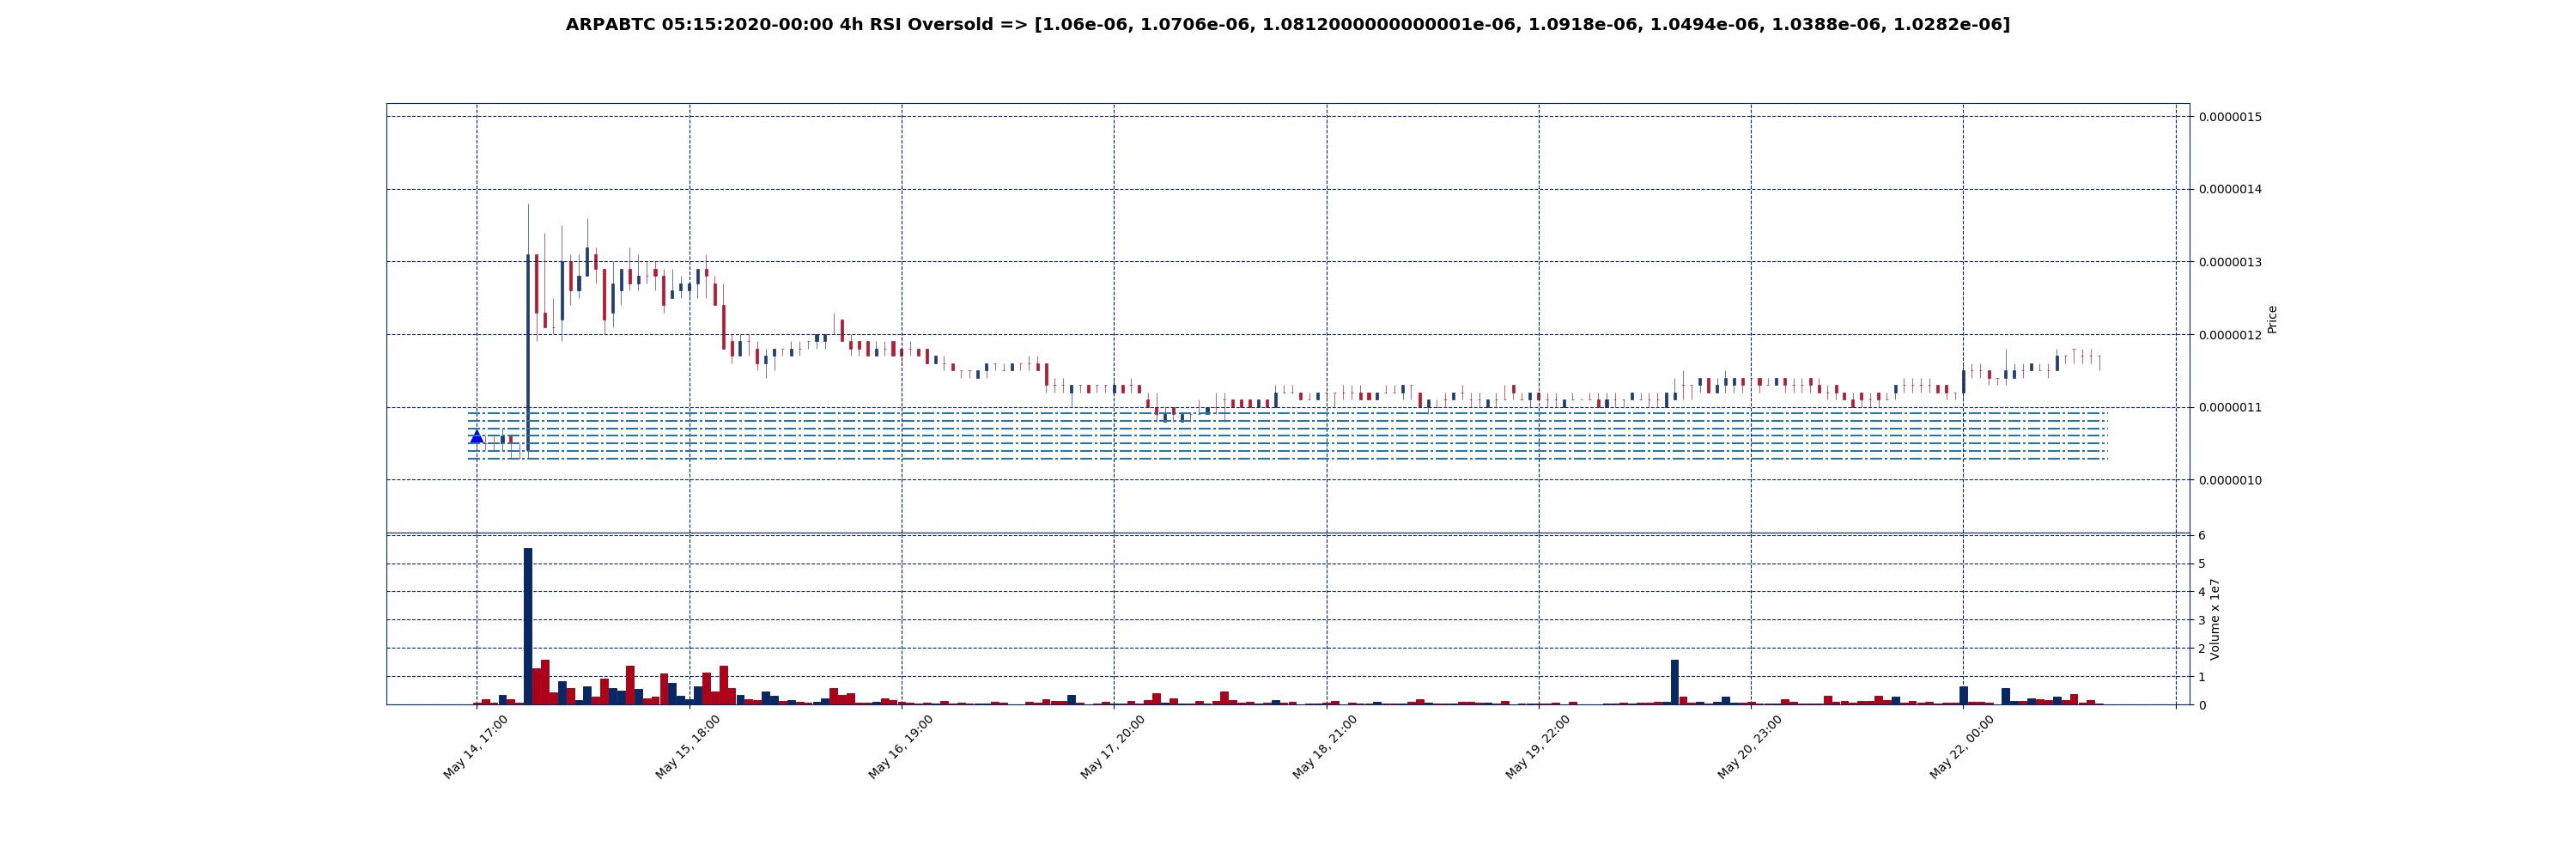 ARPABTC 05:15:2020-00:00 4h RSI Oversold => [1.06e-06, 1.0706e-06, 1.0812000000000001e-06, 1.0918e-06, 1.0494e-06, 1.0388e-06, 1.0282e-06]
0.0000015
0.0000014
0.0000013
0.0000012
0.0000011
0.0000010
Price
6
5
4
3
2
1
0
Volume x 1e7
May 14, 17:00
May 15, 18:00
May 16, 19:00
May 17, 20:00
May 18, 21:00
May 19, 22:00
May 20, 23:00
May 22, 00:00